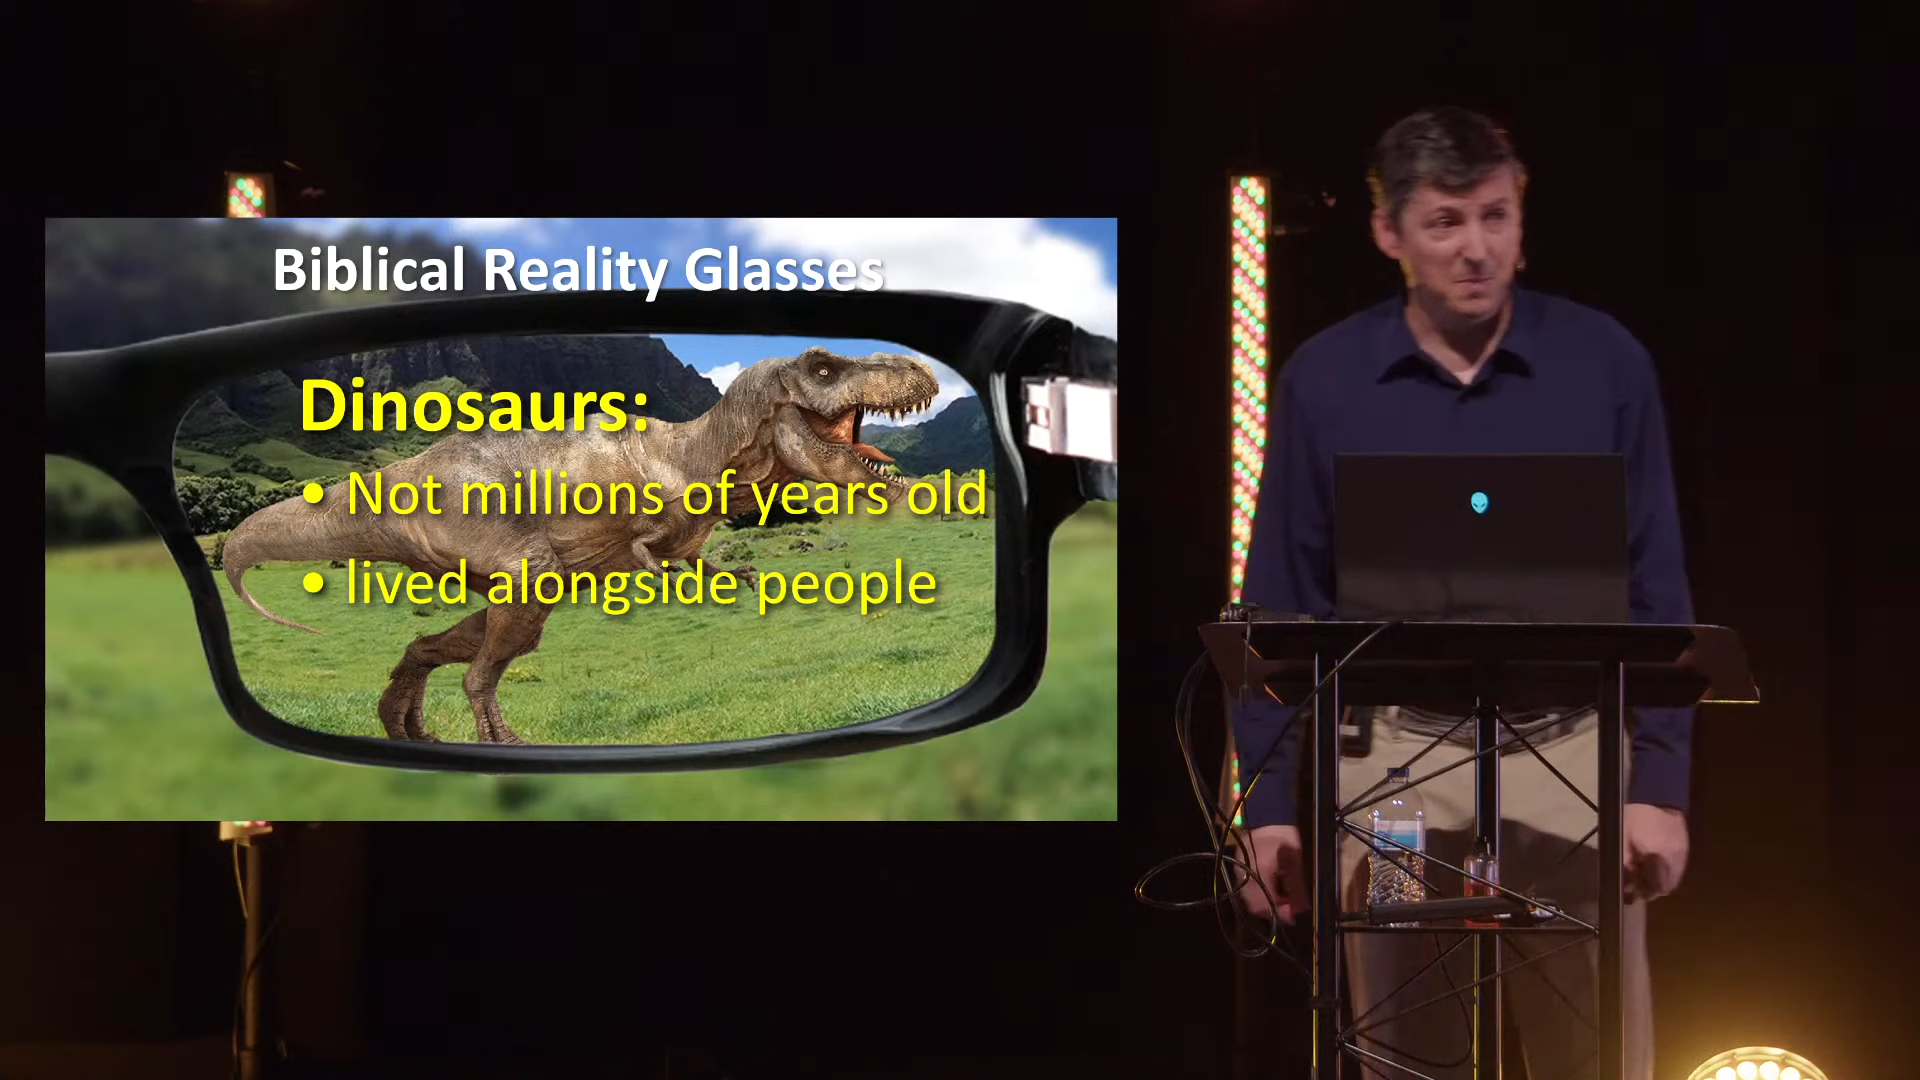 Biblical Reality Glasses
Dinosaurs:
• Not millions of years old
• lived alongside people